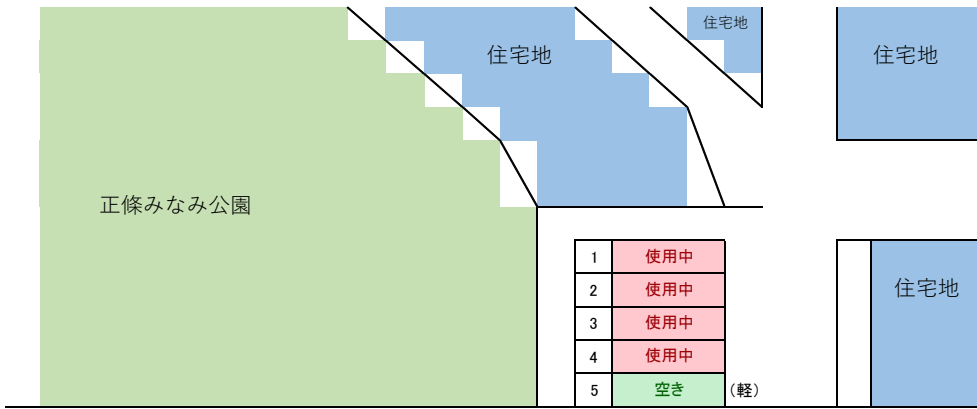 住宅地
住宅地
住宅地
正條みなみ公園
1 使用中
2 使用中
3 使用中
4 使用中
5 空き (軽)
住宅地